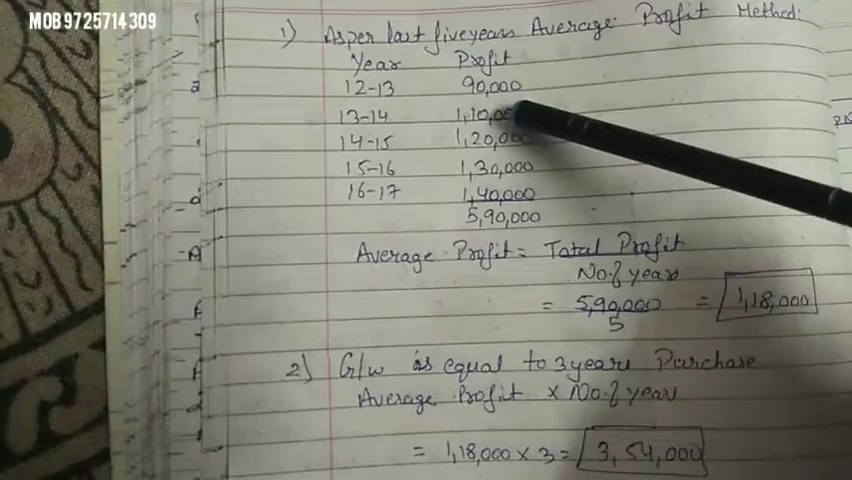 MOB 9725714309
1) As per last five years Average Profit Method:
Year Profit
12-13 90,000
13-14 1,10,000
14-15 1,20,000
15-16 1,30,000
16-17 1,40,000
5,90,000
Average Profit = Total Profit
No. of year
= 5,90,000 = 1,18,000
5
2) G/w is equal to 3 years Purchase
Average Profit × No. of year
= 1,18,000 × 3 = 3,54,000